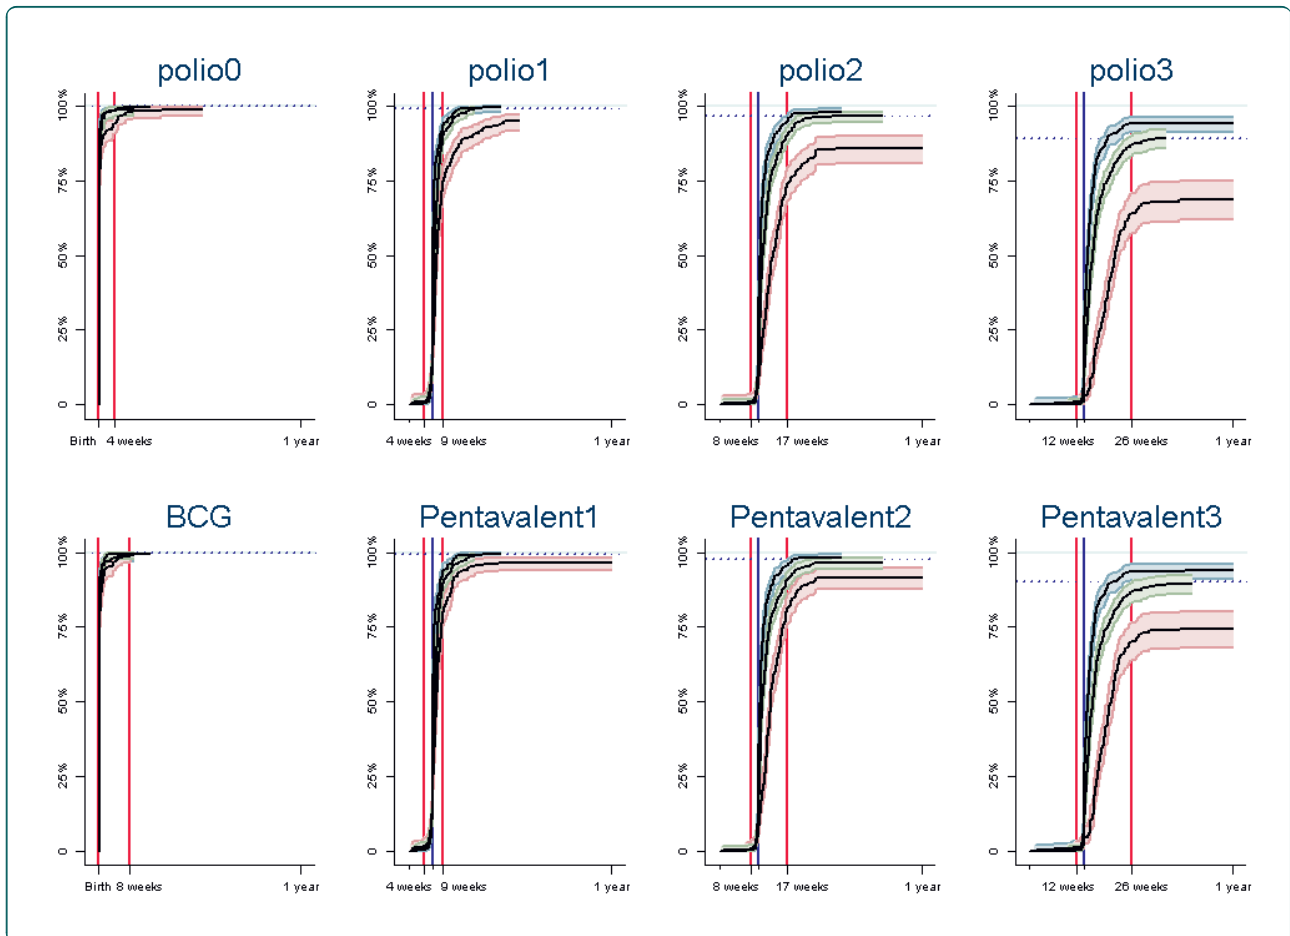 polio0 polio1 polio2 polio3
100% 100% 100% 100%
75% 75% 75% 75%
50% 50% 50% 50%
25% 25% 25% 25%
0 0 0 0
Birth 4 weeks 1 year 4 weeks 9 weeks 1 year 8 weeks 17 weeks 1 year 12 weeks 26 weeks 1 year
BCG Pentavalent1 Pentavalent2 Pentavalent3
100% 100% 100% 100%
75% 75% 75% 75%
50% 50% 50% 50%
25% 25% 25% 25%
0 0 0 0
Birth 8 weeks 1 year 4 weeks 9 weeks 1 year 8 weeks 17 weeks 1 year 12 weeks 26 weeks 1 year